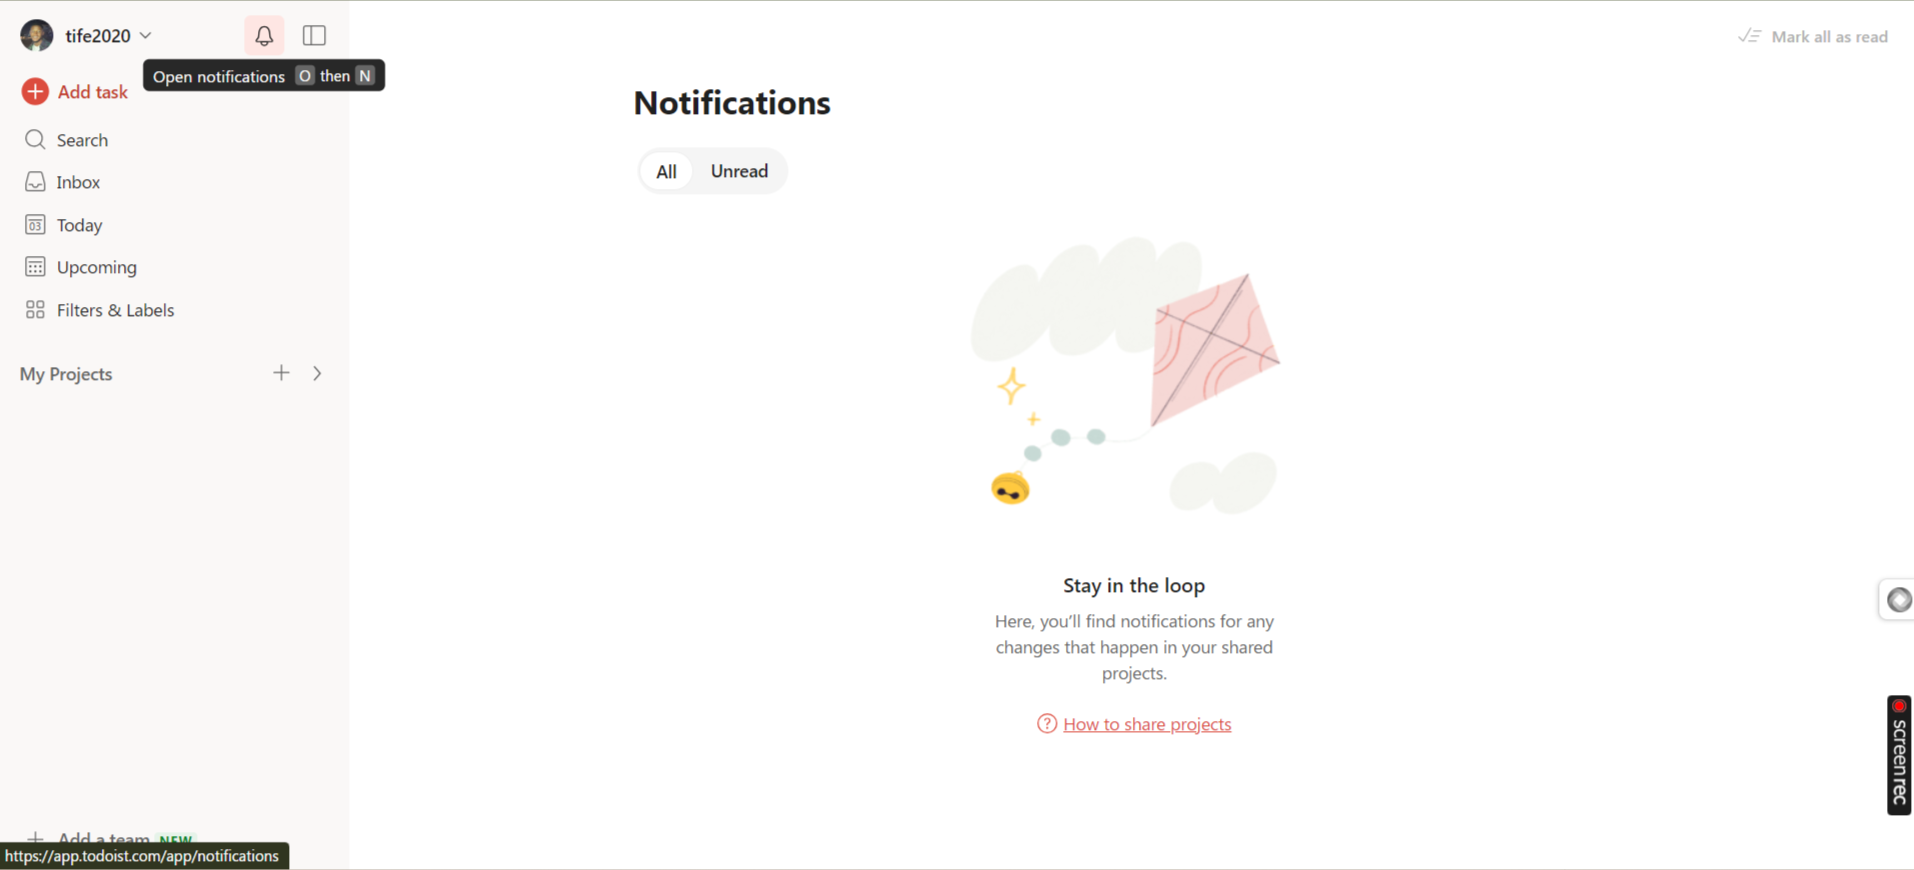 tife2020
Open notifications O then N
Add task
Search
Inbox
03
Today
Upcoming
Filters & Labels
My Projects
Add a team NEW
https://app.todoist.com/app/notifications
Mark all as read
Notifications
All Unread
Stay in the loop
Here, you’ll find notifications for any
changes that happen in your shared
projects.
? How to share projects
screenrec